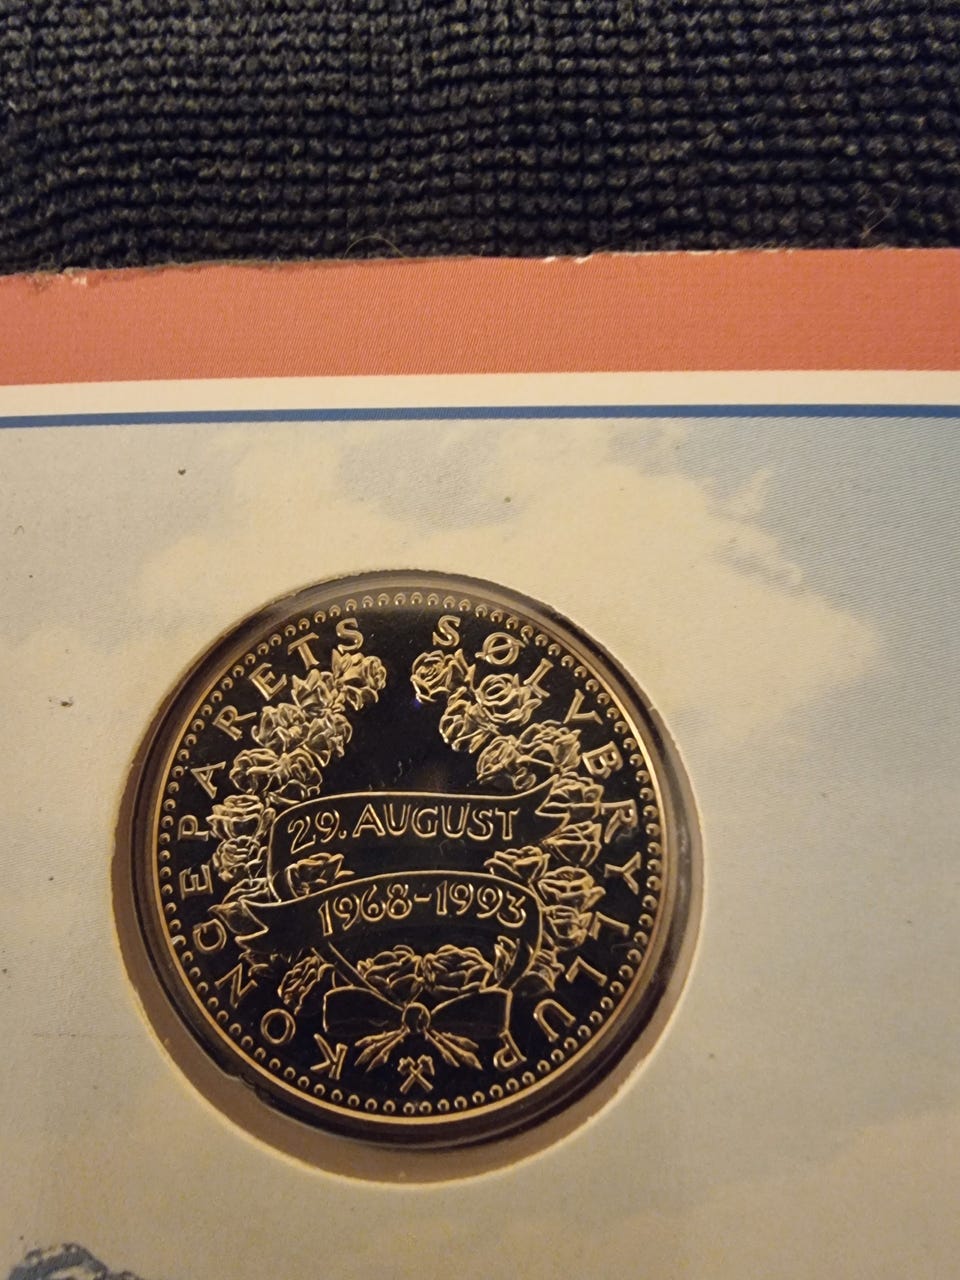 KONGEPARETS SØLVBRYLLUP
29. AUGUST
1968-1993